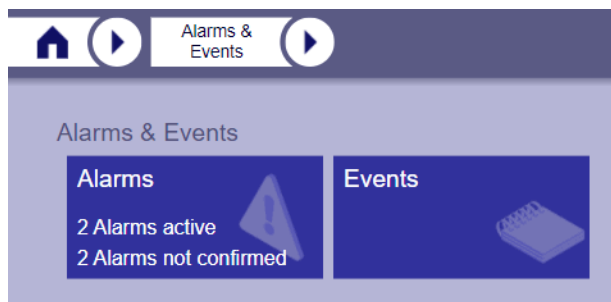 Alarms &
Events
Alarms & Events
Alarms
2 Alarms active
2 Alarms not confirmed
Events